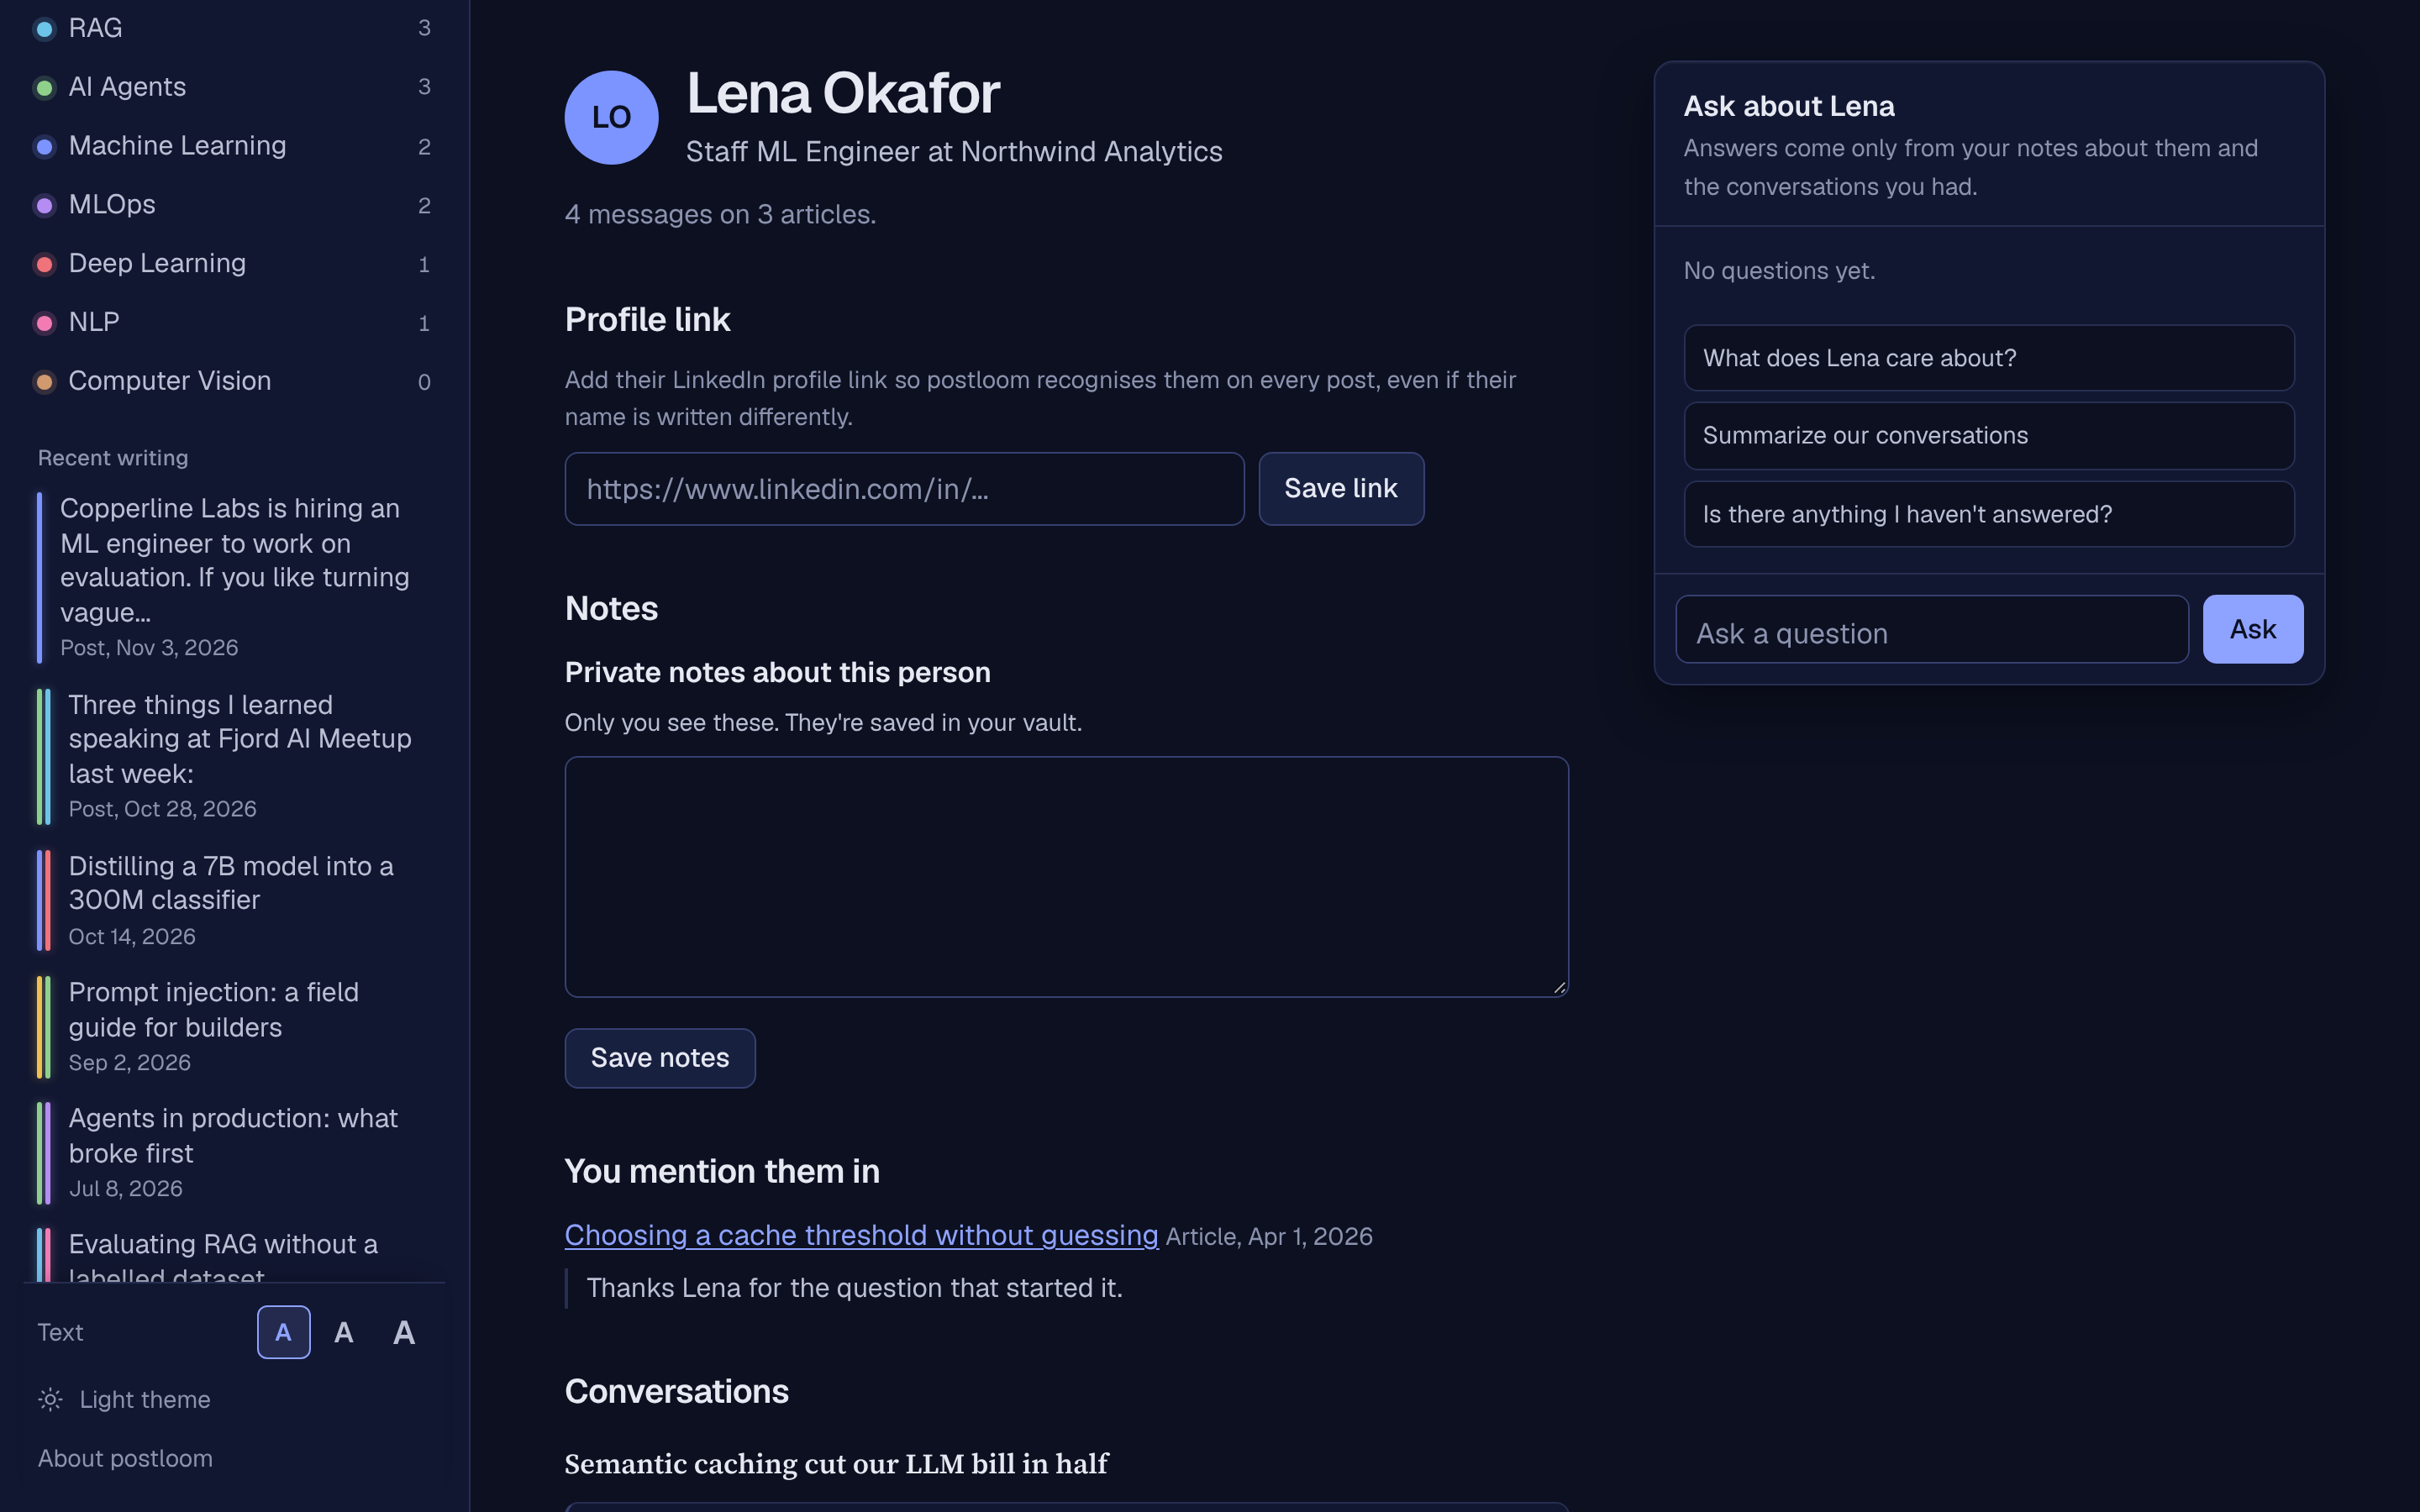 RAG 3
AI Agents 3
Machine Learning 2
MLOps 2
Deep Learning 1
NLP 1
Computer Vision 0
Recent writing
Copperline Labs is hiring an
ML engineer to work on
evaluation. If you like turning
vague...
Post, Nov 3, 2026
Three things I learned
speaking at Fjord AI Meetup
last week:
Post, Oct 28, 2026
Distilling a 7B model into a
300M classifier
Oct 14, 2026
Prompt injection: a field
guide for builders
Sep 2, 2026
Agents in production: what
broke first
Jul 8, 2026
Evaluating RAG without a
labelled dataset
Text A A A
Light theme
About postloom
LO
Lena Okafor
Staff ML Engineer at Northwind Analytics
4 messages on 3 articles.
Profile link
Add their LinkedIn profile link so postloom recognises them on every post, even if their
name is written differently.
https://www.linkedin.com/in/...
Save link
Notes
Private notes about this person
Only you see these. They're saved in your vault.
Save notes
You mention them in
Choosing a cache threshold without guessing Article, Apr 1, 2026
Thanks Lena for the question that started it.
Conversations
Semantic caching cut our LLM bill in half
Ask about Lena
Answers come only from your notes about them and
the conversations you had.
No questions yet.
What does Lena care about?
Summarize our conversations
Is there anything I haven't answered?
Ask a question
Ask